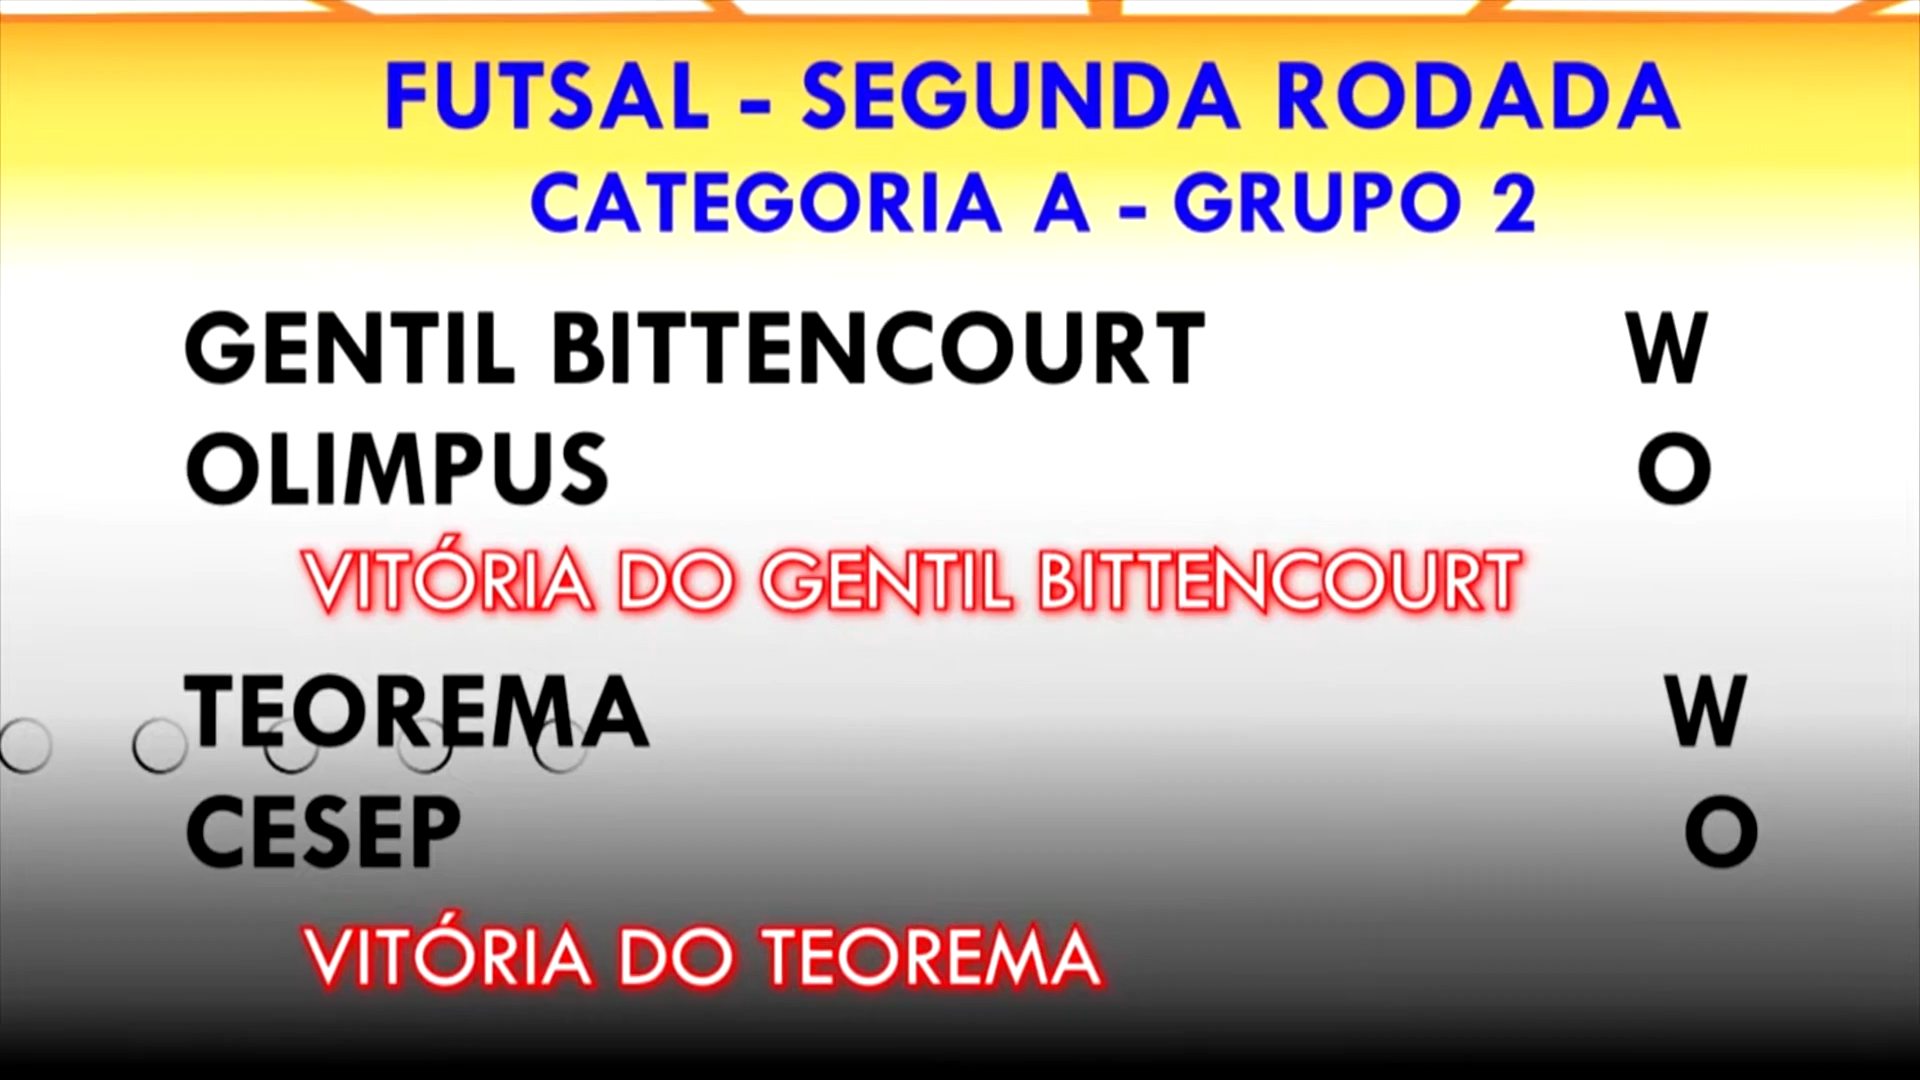 FUTSAL - SEGUNDA RODADA
CATEGORIA A - GRUPO 2
GENTIL BITTENCOURT W
OLIMPUS O
VITÓRIA DO GENTIL BITTENCOURT
TEOREMA W
CESEP O
VITÓRIA DO TEOREMA